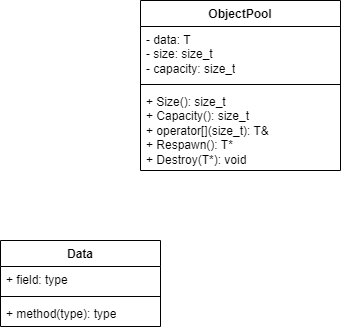 ObjectPool
- data: T
- size: size_t
- capacity: size_t
+ Size(): size_t
+ Capacity(): size_t
+ operator[](size_t): T&
+ Respawn(): T*
+ Destroy(T*): void
Data
+ field: type
+ method(type): type